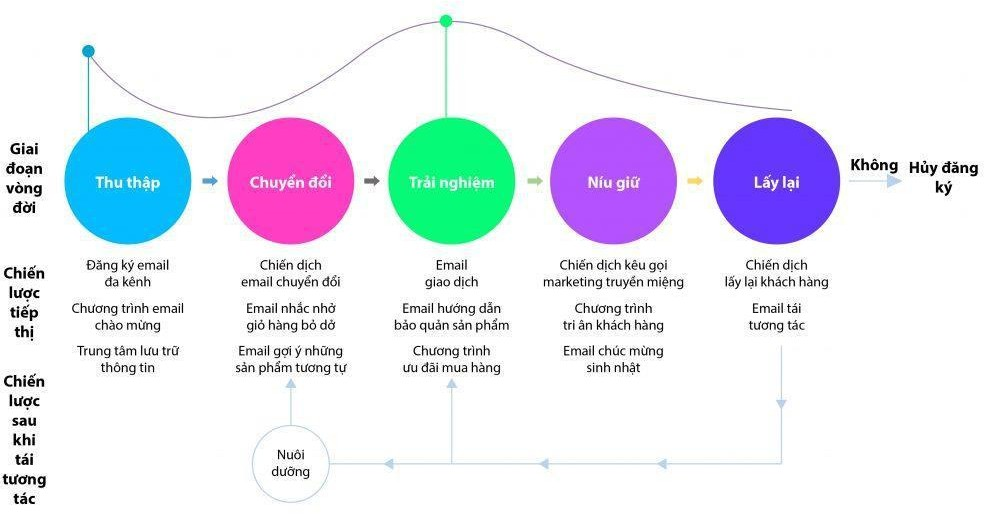 Giai
đoạn
vòng
đời
Thu thập
Chuyển đổi
Trải nghiệm
Níu giữ
Lấy lại
Không
Hủy đăng
ký
Chiến
lược
tiếp
thị
Đăng ký email
đa kênh
Chương trình email
chào mừng
Trung tâm lưu trữ
thông tin
Chiến dịch
email chuyển đổi
Email nhắc nhở
giỏ hàng bỏ dở
Email gợi ý những
sản phẩm tương tự
Email
giao dịch
Email hướng dẫn
bảo quản sản phẩm
Chương trình
ưu đãi mua hàng
Chiến dịch kêu gọi
marketing truyền miệng
Chương trình
tri ân khách hàng
Email chúc mừng
sinh nhật
Chiến dịch
lấy lại khách hàng
Email tái
tương tác
Chiến
lược
sau
khi
tái
tương
tác
Nuôi
dưỡng